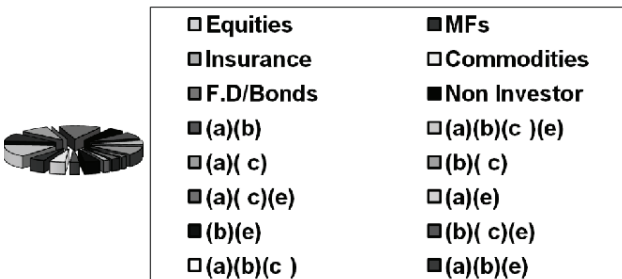 Equities MFs
Insurance Commodities
F.D/Bonds Non Investor
(a)(b) (a)(b)(c )(e)
(a)( c) (b)( c)
(a)( c)(e) (a)(e)
(b)(e) (b)( c)(e)
(a)(b)(c ) (a)(b)(e)